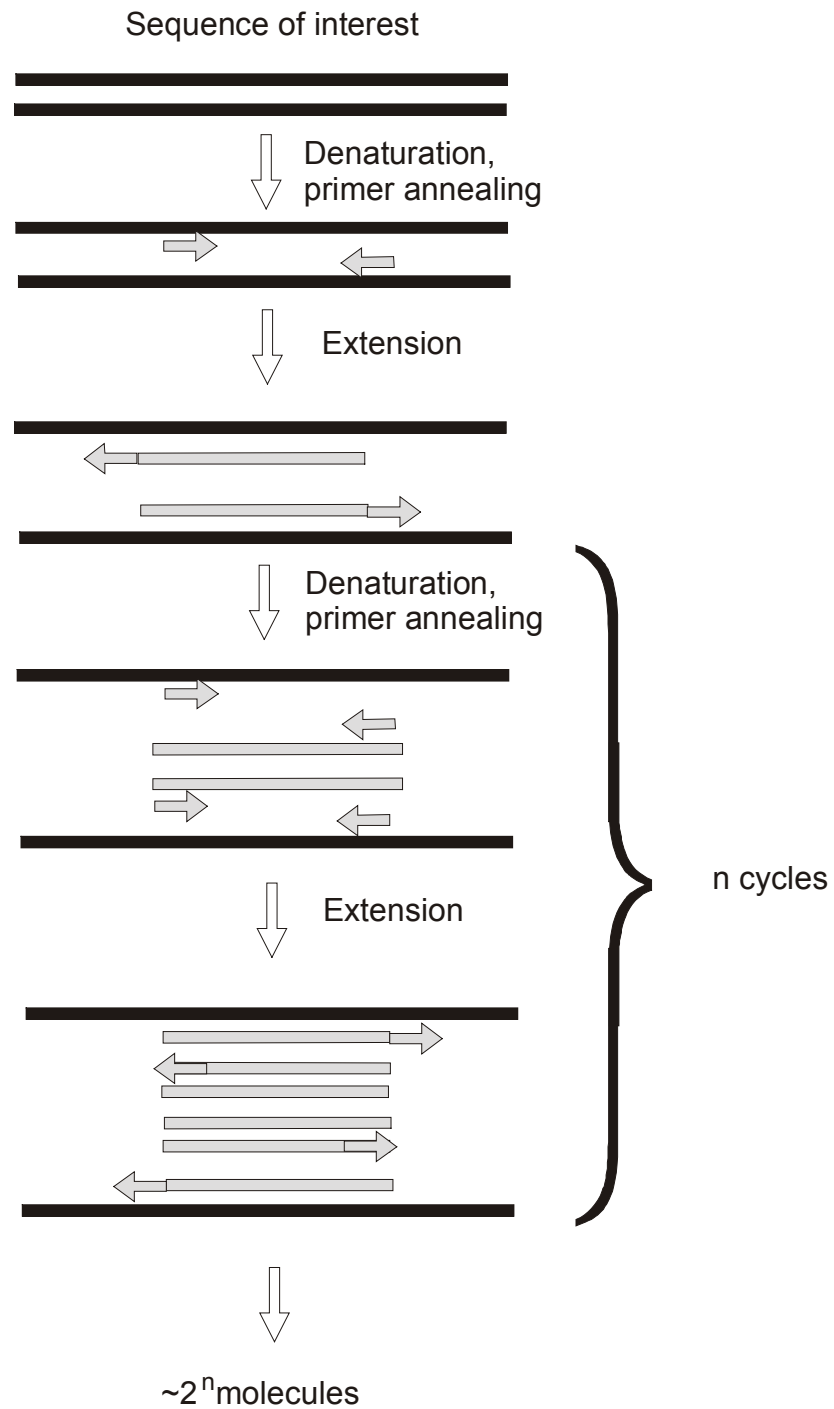 Sequence of interest
Denaturation,
primer annealing
Extension
Denaturation,
primer annealing
n cycles
Extension
~2ⁿmolecules